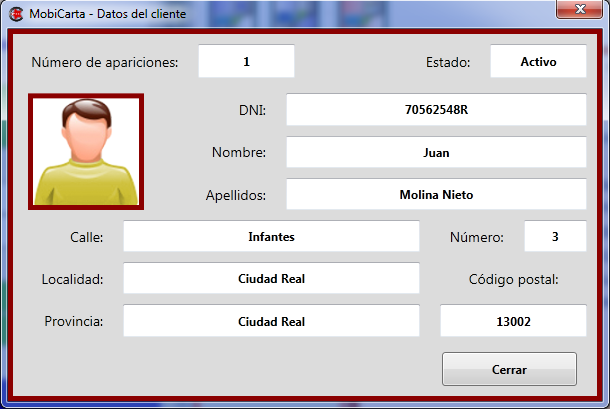 MobiCarta - Datos del cliente
Número de apariciones: 1 Estado: Activo
DNI: 70562548R
Nombre: Juan
Apellidos: Molina Nieto
Calle: Infantes Número: 3
Localidad: Ciudad Real Código postal:
Provincia: Ciudad Real 13002
Cerrar